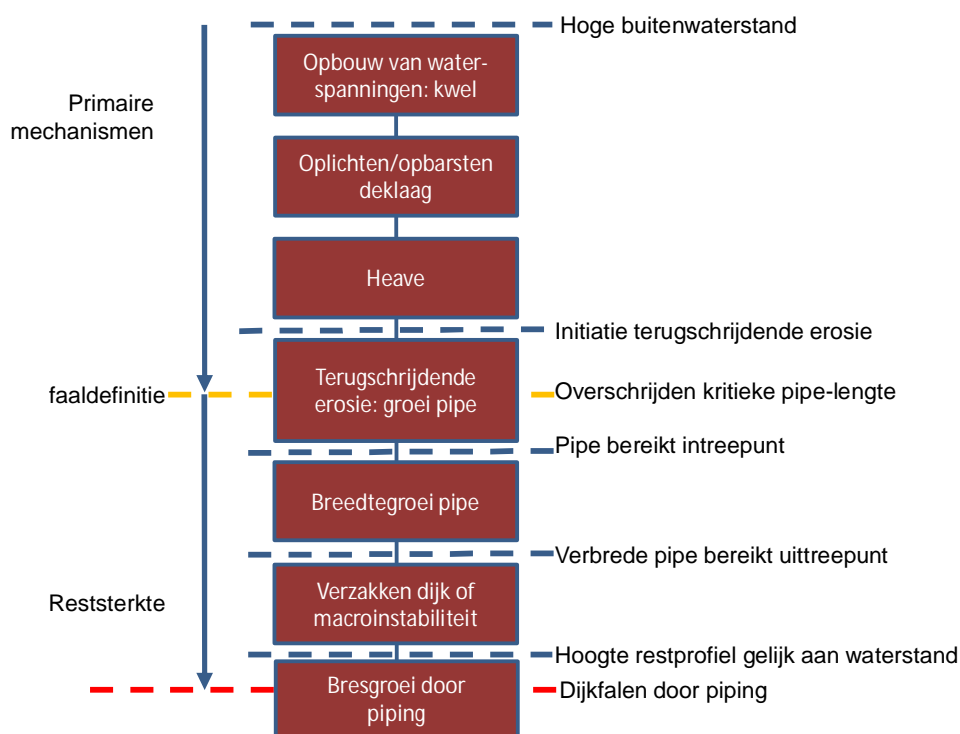 Hoge buitenwaterstand
Opbouw van water-
spanningen: kwel
Primaire
mechanismen
Oplichten/opbarsten
deklaag
Heave
Initiatie terugschrijdende erosie
Terugschrijdende
erosie: groei pipe
faaldefinitie
Overschrijden kritieke pipe-lengte
Pipe bereikt intreepunt
Breedtegroei pipe
Verbrede pipe bereikt uittreepunt
Reststerkte
Verzakken dijk of
macroinstabiliteit
Hoogte restprofiel gelijk aan waterstand
Bresgroei door
piping
Dijkfalen door piping